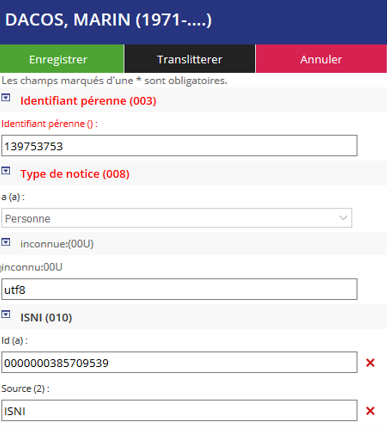 DACOS, MARIN (1971-....)
Enregistrer Translitterer Annuler
Les champs marqués d'une * sont obligatoires.
Identifiant pérenne (003)
Identifiant pérenne () :
139753753
Type de notice (008)
a (a) :
Personne
inconnue:(00U)
inconnu:00U
utf8
ISNI (010)
Id (a) :
0000000385709539
Source (2) :
ISNI